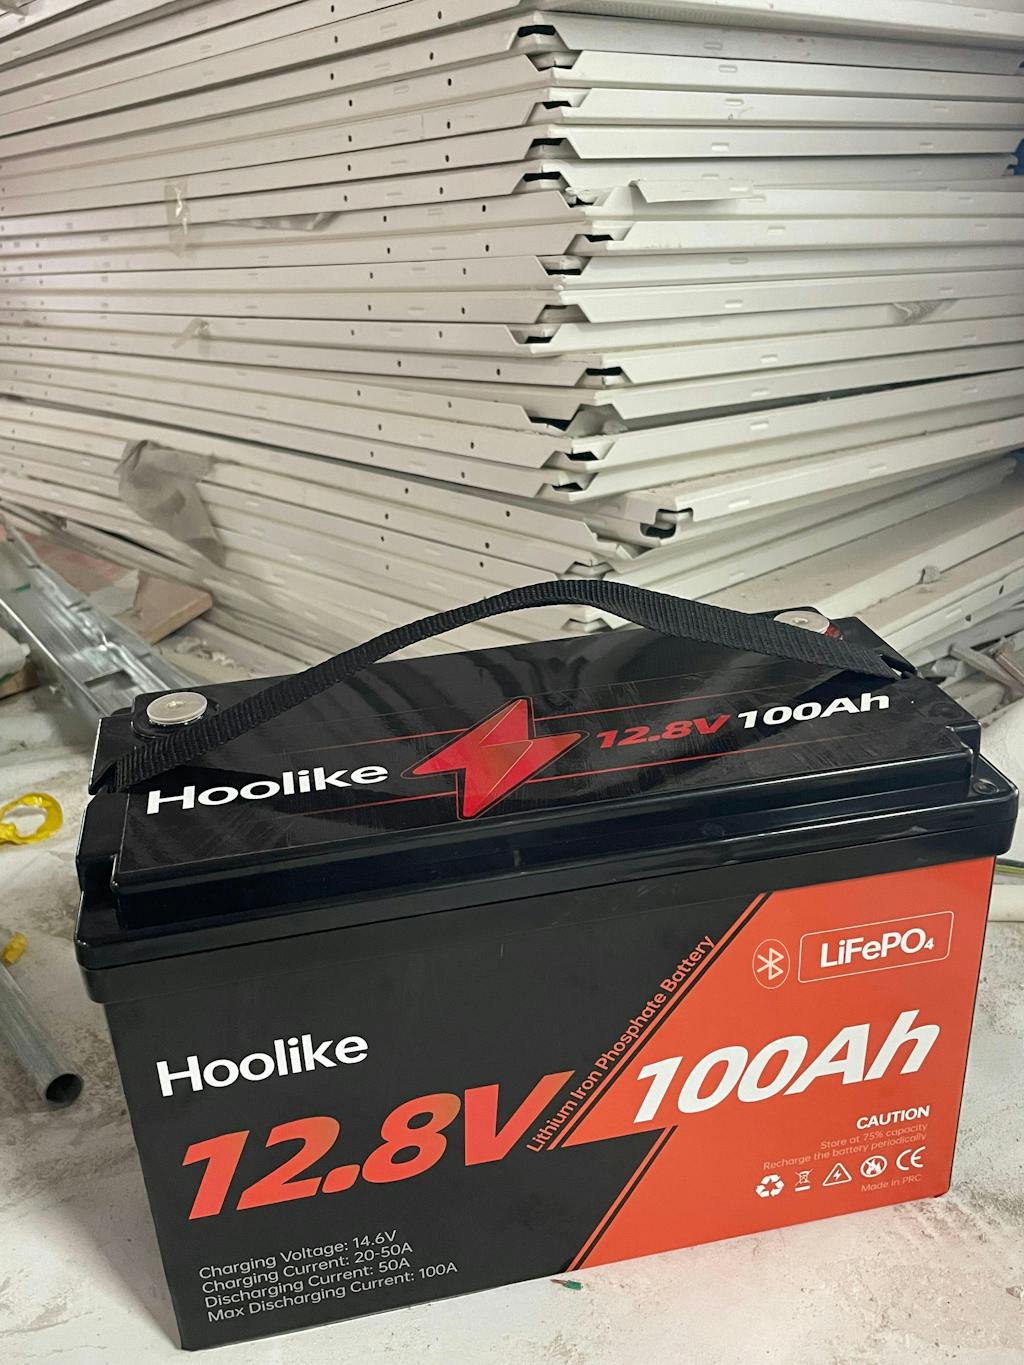 Hoolike
12.8V 100Ah
LiFePO4
Lithium Iron Phosphate Battery
Hoolike
12.8V
100Ah
CAUTION
Store at 75% capacity
Recharge the battery periodically
CE
Made in PRC
Charging Voltage: 14.6V
Charging Current: 20-50A
Discharging Current: 50A
Max Discharging Current: 100A